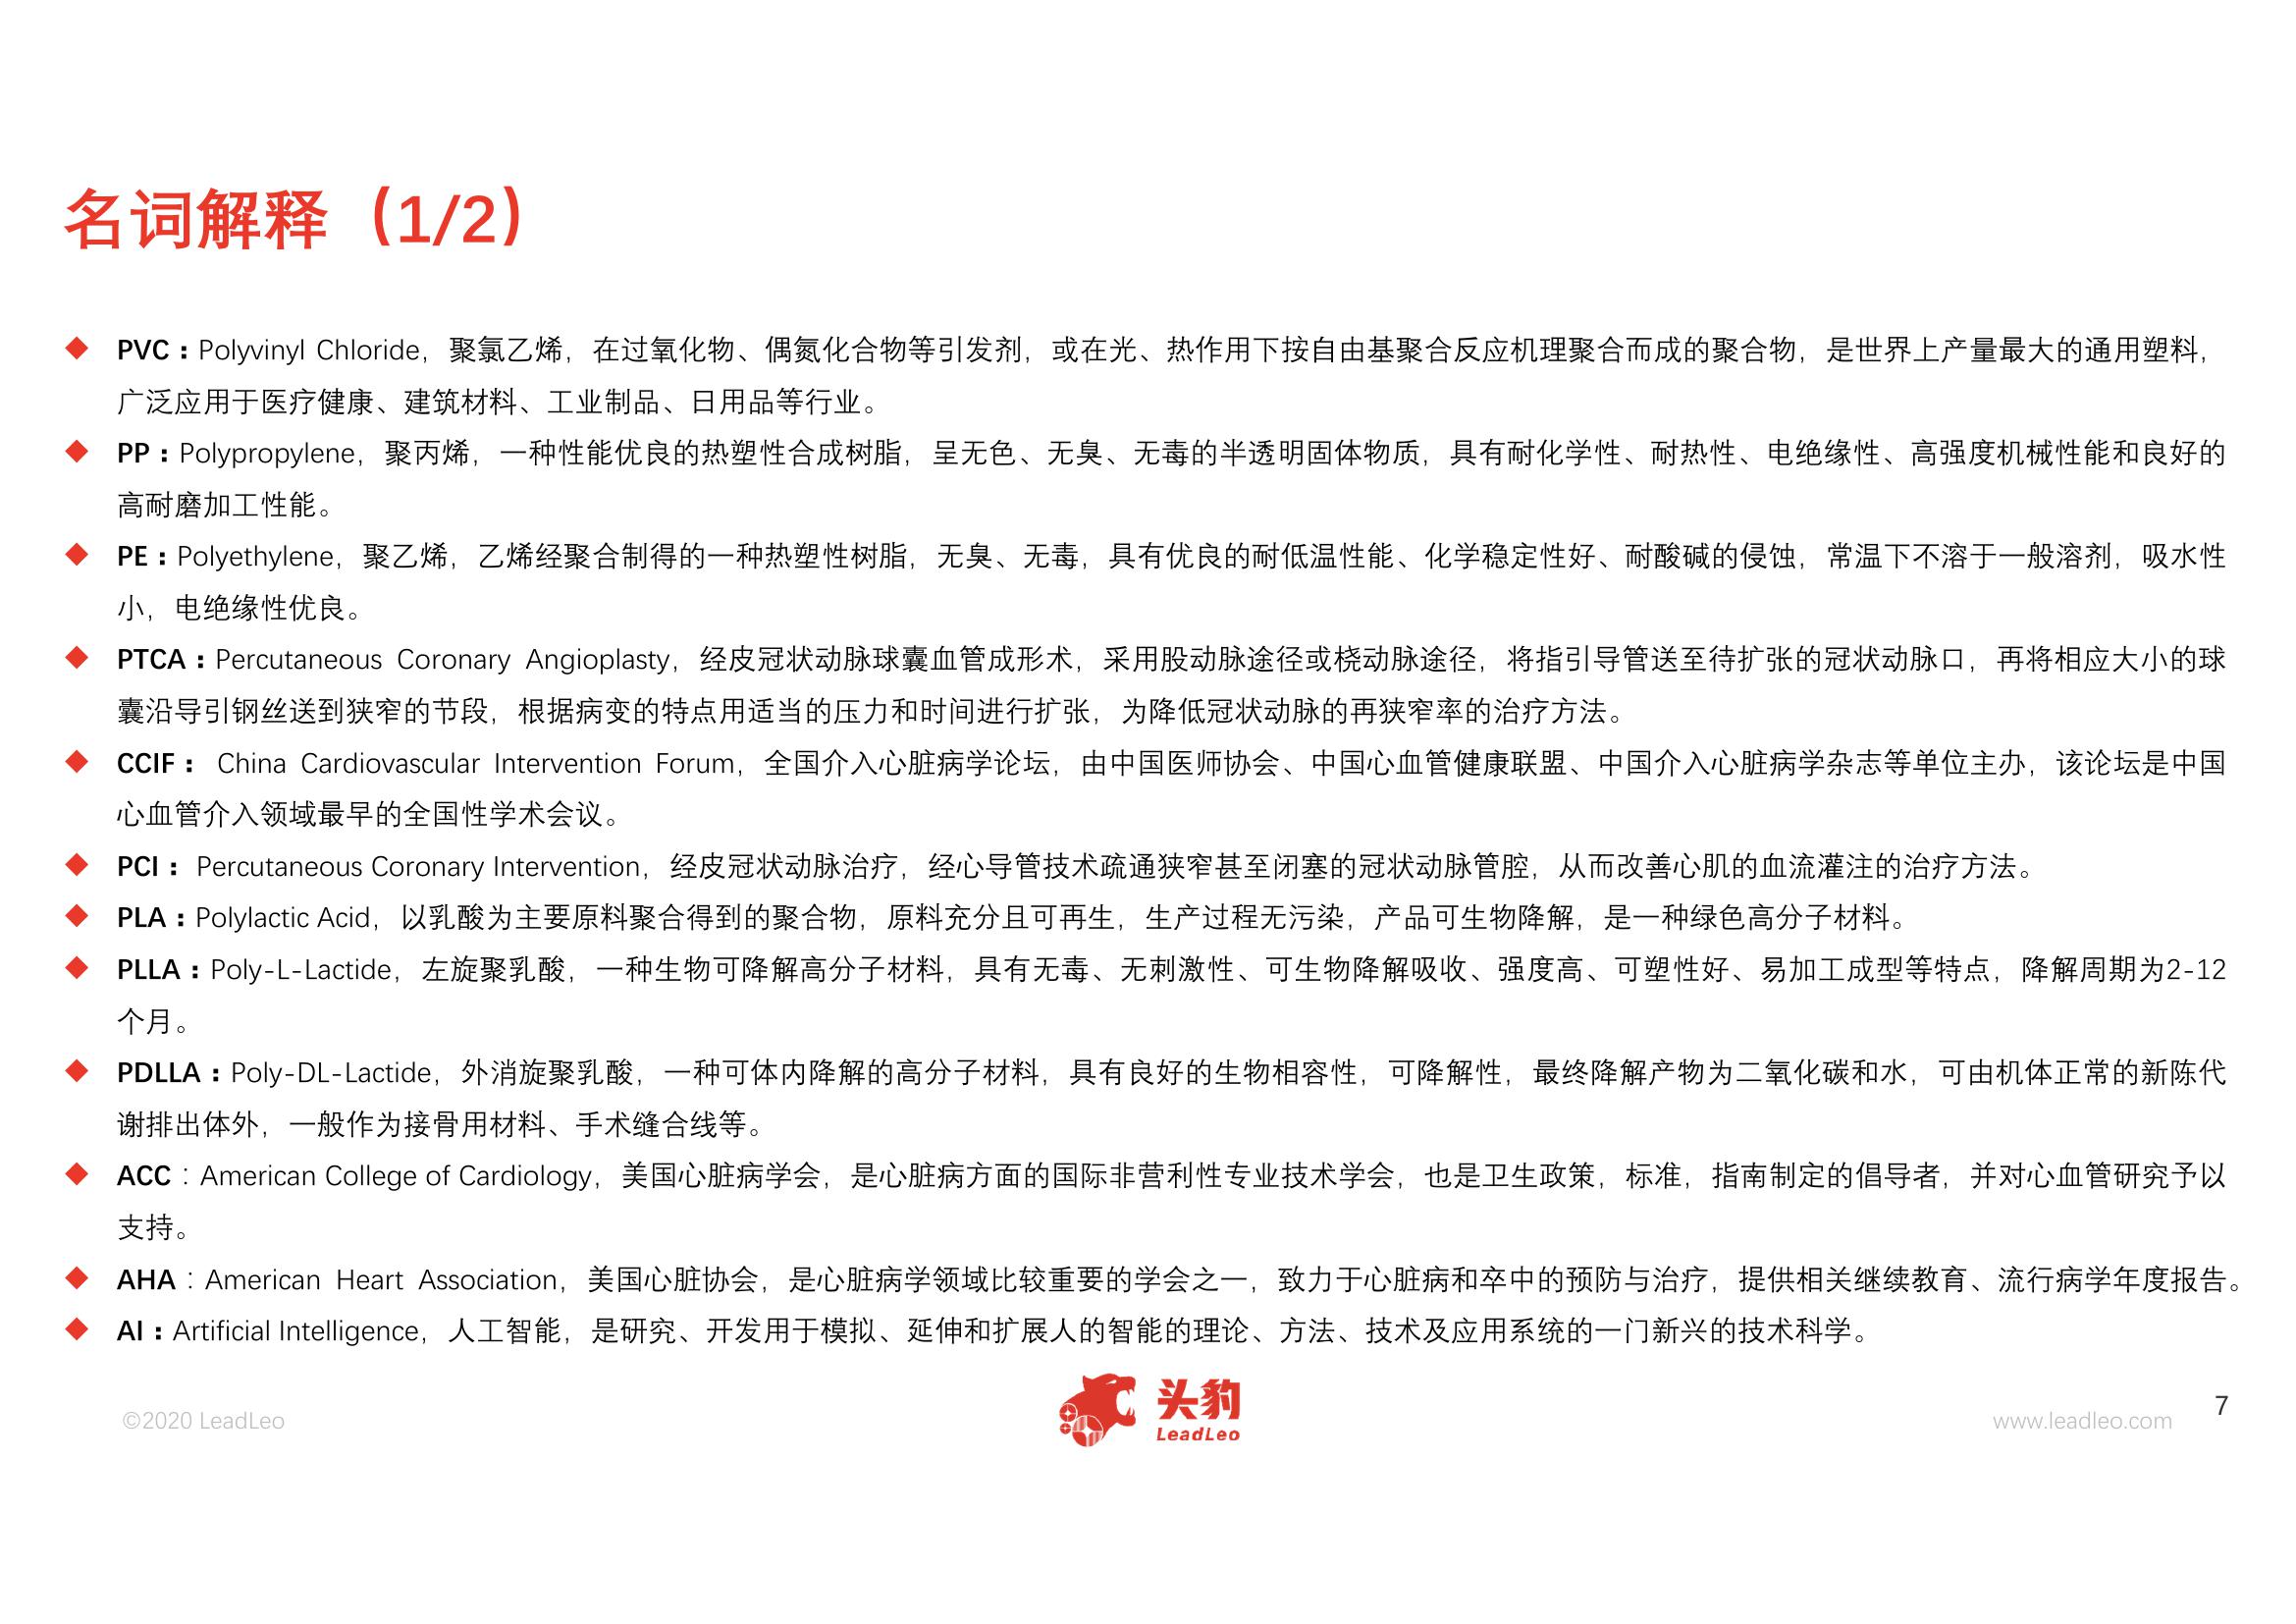 名词解释（1/2）
PVC：Polyvinyl Chloride，聚氯乙烯，在过氧化物、偶氮化合物等引发剂，或在光、热作用下按自由基聚合反应机理聚合而成的聚合物，是世界上产量最大的通用塑料，
广泛应用于医疗健康、建筑材料、工业制品、日用品等行业。
PP：Polypropylene，聚丙烯，一种性能优良的热塑性合成树脂，呈无色、无臭、无毒的半透明固体物质，具有耐化学性、耐热性、电绝缘性、高强度机械性能和良好的
高耐磨加工性能。
PE：Polyethylene，聚乙烯，乙烯经聚合制得的一种热塑性树脂，无臭、无毒，具有优良的耐低温性能、化学稳定性好、耐酸碱的侵蚀，常温下不溶于一般溶剂，吸水性
小，电绝缘性优良。
PTCA：Percutaneous Coronary Angioplasty，经皮冠状动脉球囊血管成形术，采用股动脉途径或桡动脉途径，将指引导管送至待扩张的冠状动脉口，再将相应大小的球
囊沿导引钢丝送到狭窄的节段，根据病变的特点用适当的压力和时间进行扩张，为降低冠状动脉的再狭窄率的治疗方法。
CCIF： China Cardiovascular Intervention Forum，全国介入心脏病学论坛，由中国医师协会、中国心血管健康联盟、中国介入心脏病学杂志等单位主办，该论坛是中国
心血管介入领域最早的全国性学术会议。
PCI： Percutaneous Coronary Intervention，经皮冠状动脉治疗，经心导管技术疏通狭窄甚至闭塞的冠状动脉管腔，从而改善心肌的血流灌注的治疗方法。
PLA：Polylactic Acid，以乳酸为主要原料聚合得到的聚合物，原料充分且可再生，生产过程无污染，产品可生物降解，是一种绿色高分子材料。
PLLA：Poly-L-Lactide，左旋聚乳酸，一种生物可降解高分子材料，具有无毒、无刺激性、可生物降解吸收、强度高、可塑性好、易加工成型等特点，降解周期为2-12
个月。
PDLLA：Poly-DL-Lactide，外消旋聚乳酸，一种可体内降解的高分子材料，具有良好的生物相容性，可降解性，最终降解产物为二氧化碳和水，可由机体正常的新陈代
谢排出体外，一般作为接骨用材料、手术缝合线等。
ACC：American College of Cardiology，美国心脏病学会，是心脏病方面的国际非营利性专业技术学会，也是卫生政策，标准，指南制定的倡导者，并对心血管研究予以
支持。
AHA：American Heart Association，美国心脏协会，是心脏病学领域比较重要的学会之一，致力于心脏病和卒中的预防与治疗，提供相关继续教育、流行病学年度报告。
AI：Artificial Intelligence，人工智能，是研究、开发用于模拟、延伸和扩展人的智能的理论、方法、技术及应用系统的一门新兴的技术科学。
©2020 LeadLeo
头豹
LeadLeo
www.leadleo.com
7